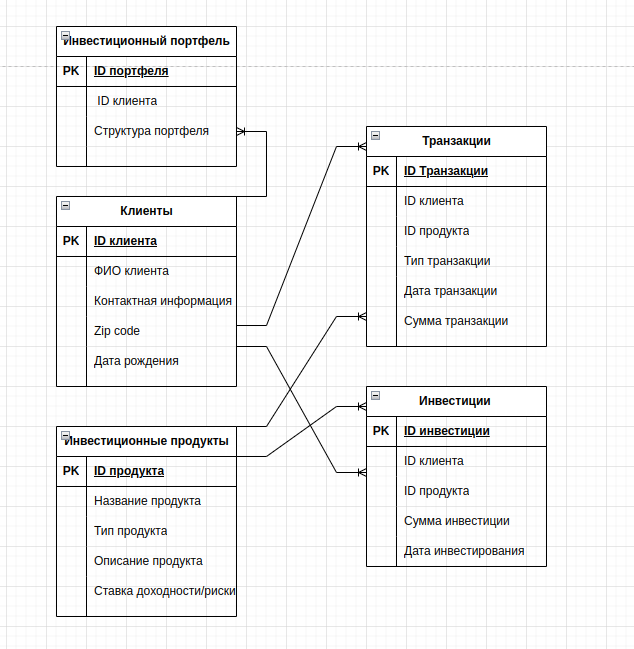 Инвестиционный портфель
PK ID портфеля
ID клиента
Структура портфеля
Клиенты
PK ID клиента
ФИО клиента
Контактная информация
Zip code
Дата рождения
Инвестиционные продукты
PK ID продукта
Название продукта
Тип продукта
Описание продукта
Ставка доходности/риски
Транзакции
PK ID Транзакции
ID клиента
ID продукта
Тип транзакции
Дата транзакции
Сумма транзакции
Инвестиции
PK ID инвестиции
ID клиента
ID продукта
Сумма инвестиции
Дата инвестирования